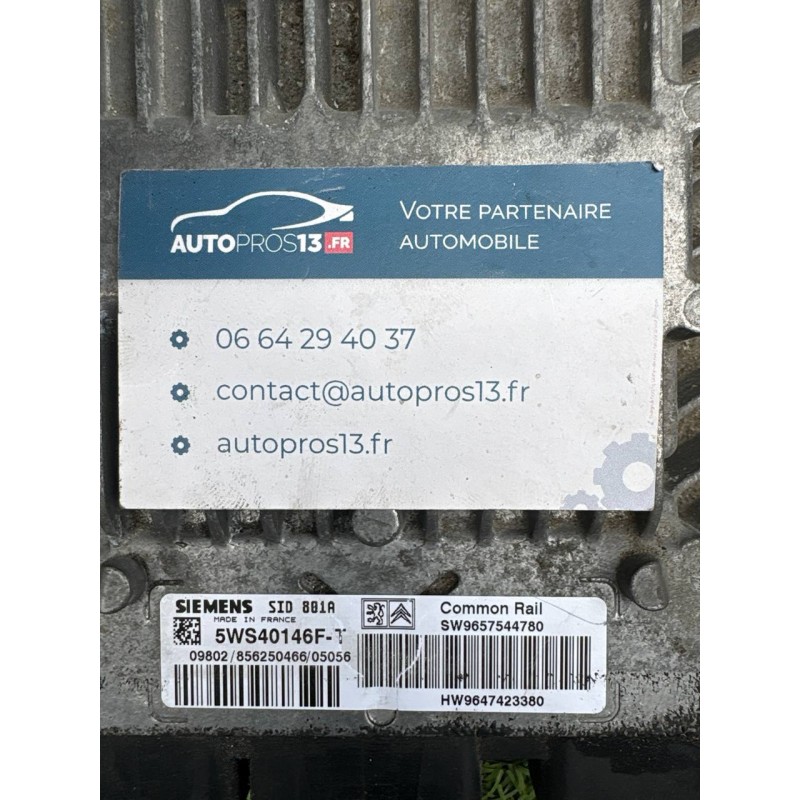 AUTOPROS13.FR
VOTRE PARTENAIRE
AUTOMOBILE
06 64 29 40 37
contact@autopros13.fr
autopros13.fr
SIEMENS SID 801A
MADE IN FRANCE
5WS40146F-T
09802/856250466/05056
Common Rail
SW9657544780
HW9647423380